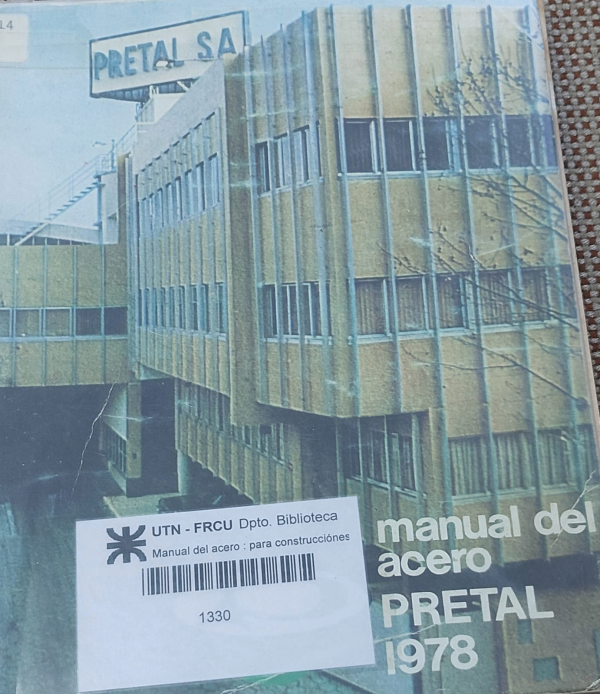 14
PRETAL SA
UTN - FRCU Dpto. Biblioteca
Manual del acero : para construcciónes
1330
manual del
acero
PRETAL
1978